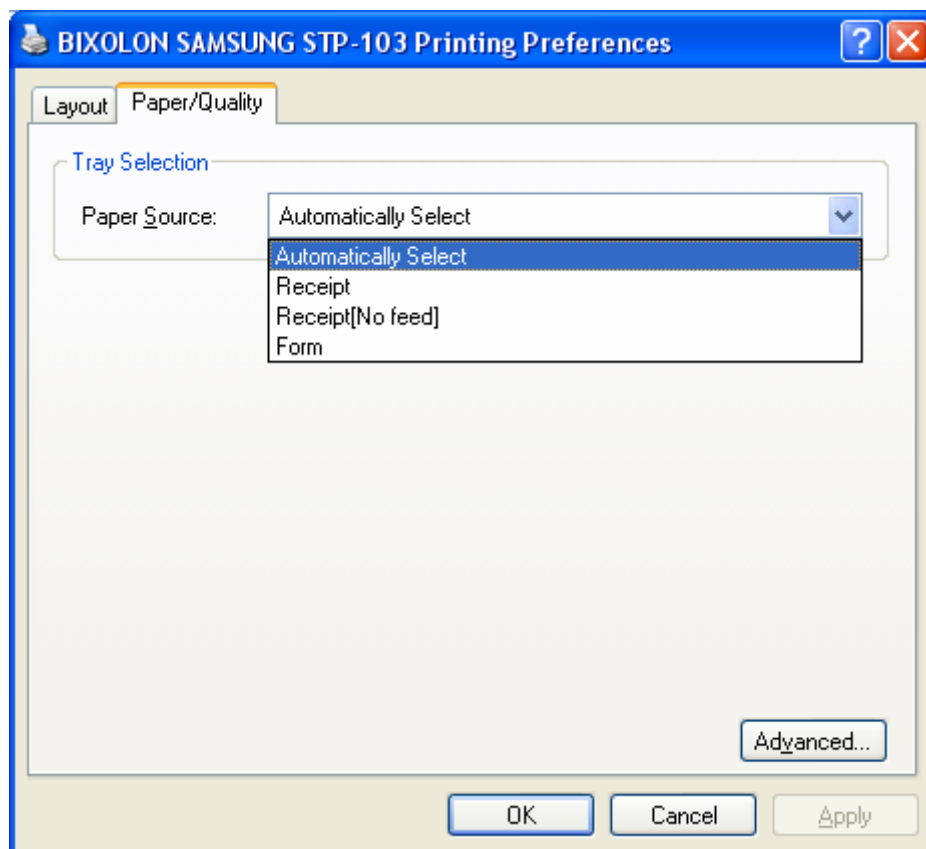 BIXOLON SAMSUNG STP-103 Printing Preferences
Layout Paper/Quality
Tray Selection
Paper Source: Automatically Select
Automatically Select
Receipt
Receipt[No feed]
Form
Advanced...
OK Cancel Apply